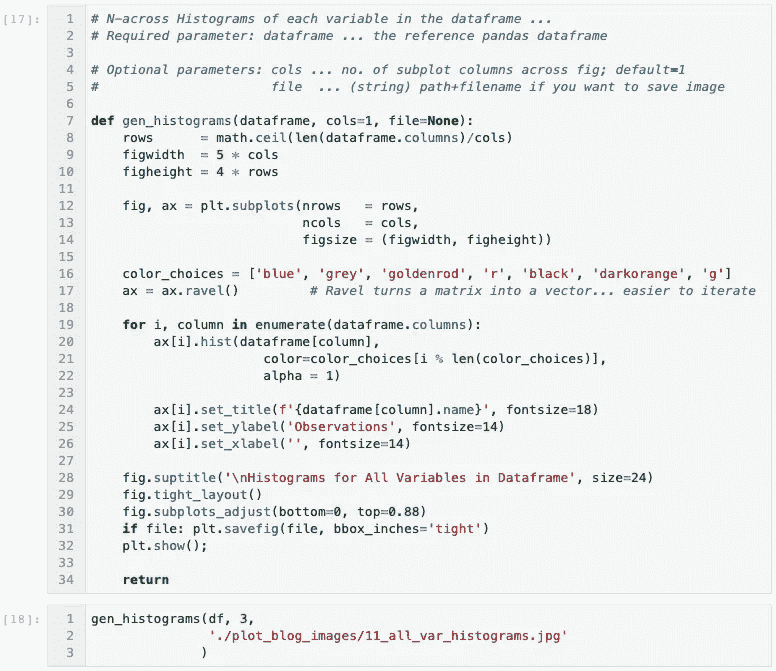 [17]:
1 # N-across Histograms of each variable in the dataframe ...
2 # Required parameter: dataframe ... the reference pandas dataframe
3
4 # Optional parameters: cols ... no. of subplot columns across fig; default=1
5 #                      file  ... (string) path+filename if you want to save image
6
7 def gen_histograms(dataframe, cols=1, file=None):
8     rows      = math.ceil(len(dataframe.columns)/cols)
9     figwidth  = 5 * cols
10     figheight = 4 * rows
11
12     fig, ax = plt.subplots(nrows   = rows,
13                            ncols   = cols,
14                            figsize = (figwidth, figheight))
15
16     color_choices = ['blue', 'grey', 'goldenrod', 'r', 'black', 'darkorange', 'g']
17     ax = ax.ravel()         # Ravel turns a matrix into a vector... easier to iterate
18
19     for i, column in enumerate(dataframe.columns):
20         ax[i].hist(dataframe[column],
21                       color=color_choices[i % len(color_choices)],
22                       alpha = 1)
23
24         ax[i].set_title(f'{dataframe[column].name}', fontsize=18)
25         ax[i].set_ylabel('Observations', fontsize=14)
26         ax[i].set_xlabel('', fontsize=14)
27
28     fig.suptitle('\nHistograms for All Variables in Dataframe', size=24)
29     fig.tight_layout()
30     fig.subplots_adjust(bottom=0, top=0.88)
31     if file: plt.savefig(file, bbox_inches='tight')
32     plt.show();
33
34     return
[18]:
1 gen_histograms(df, 3,
2                './plot_blog_images/11_all_var_histograms.jpg'
3               )